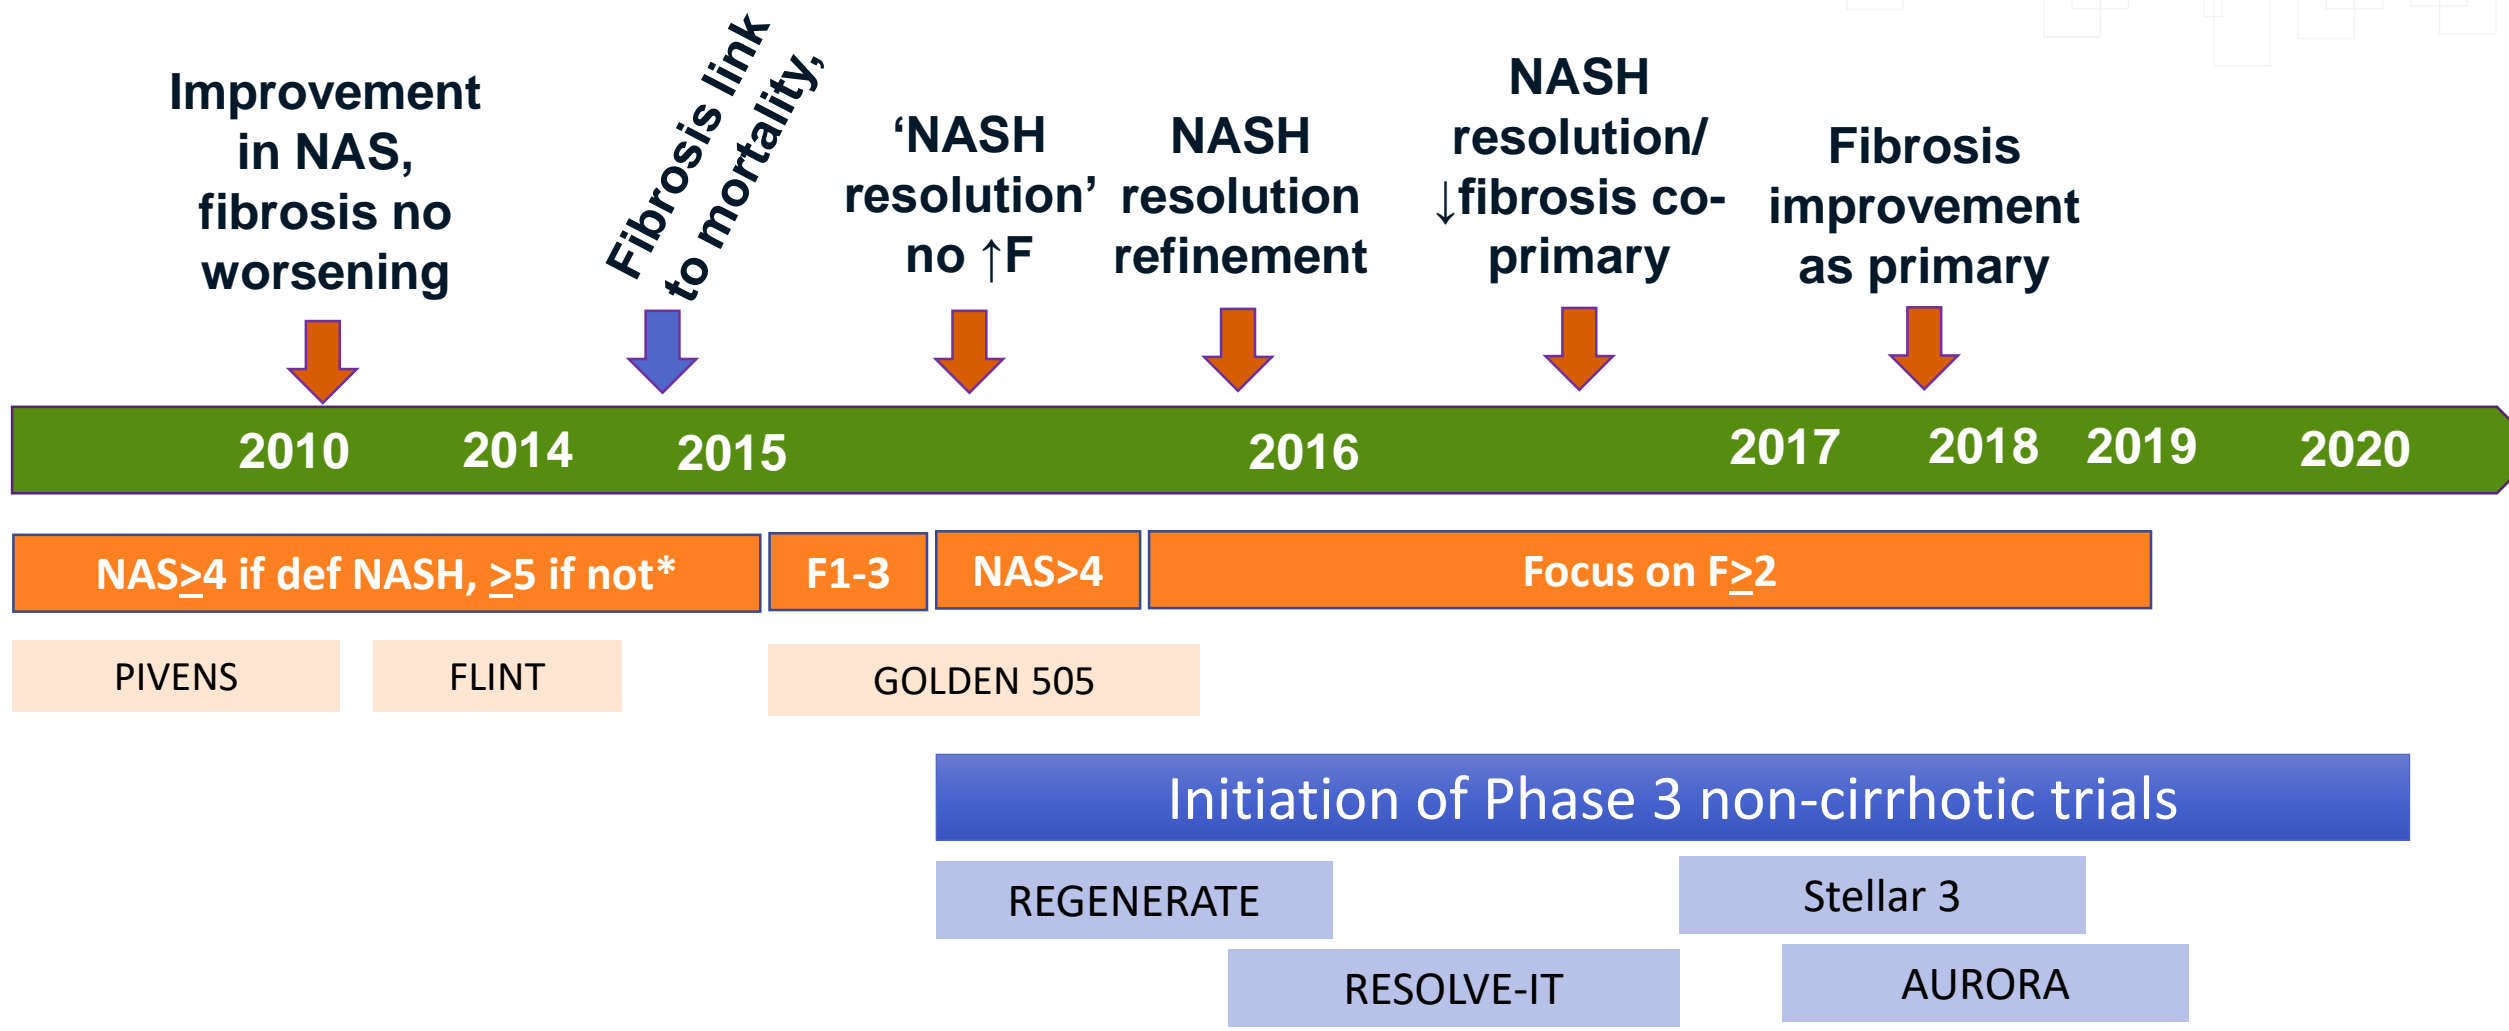 Improvement
in NAS,
fibrosis no
worsening
Fibrosis link
to mortality,
‘NASH
resolution’
no ↑F
NASH
resolution
refinement
NASH
resolution/
↓fibrosis co-
primary
Fibrosis
improvement
as primary
2010 2014 2015 2016 2017 2018 2019 2020
NAS≥4 if def NASH, ≥5 if not*
F1-3
NAS>4
Focus on F≥2
PIVENS
FLINT
GOLDEN 505
Initiation of Phase 3 non-cirrhotic trials
REGENERATE
Stellar 3
RESOLVE-IT
AURORA